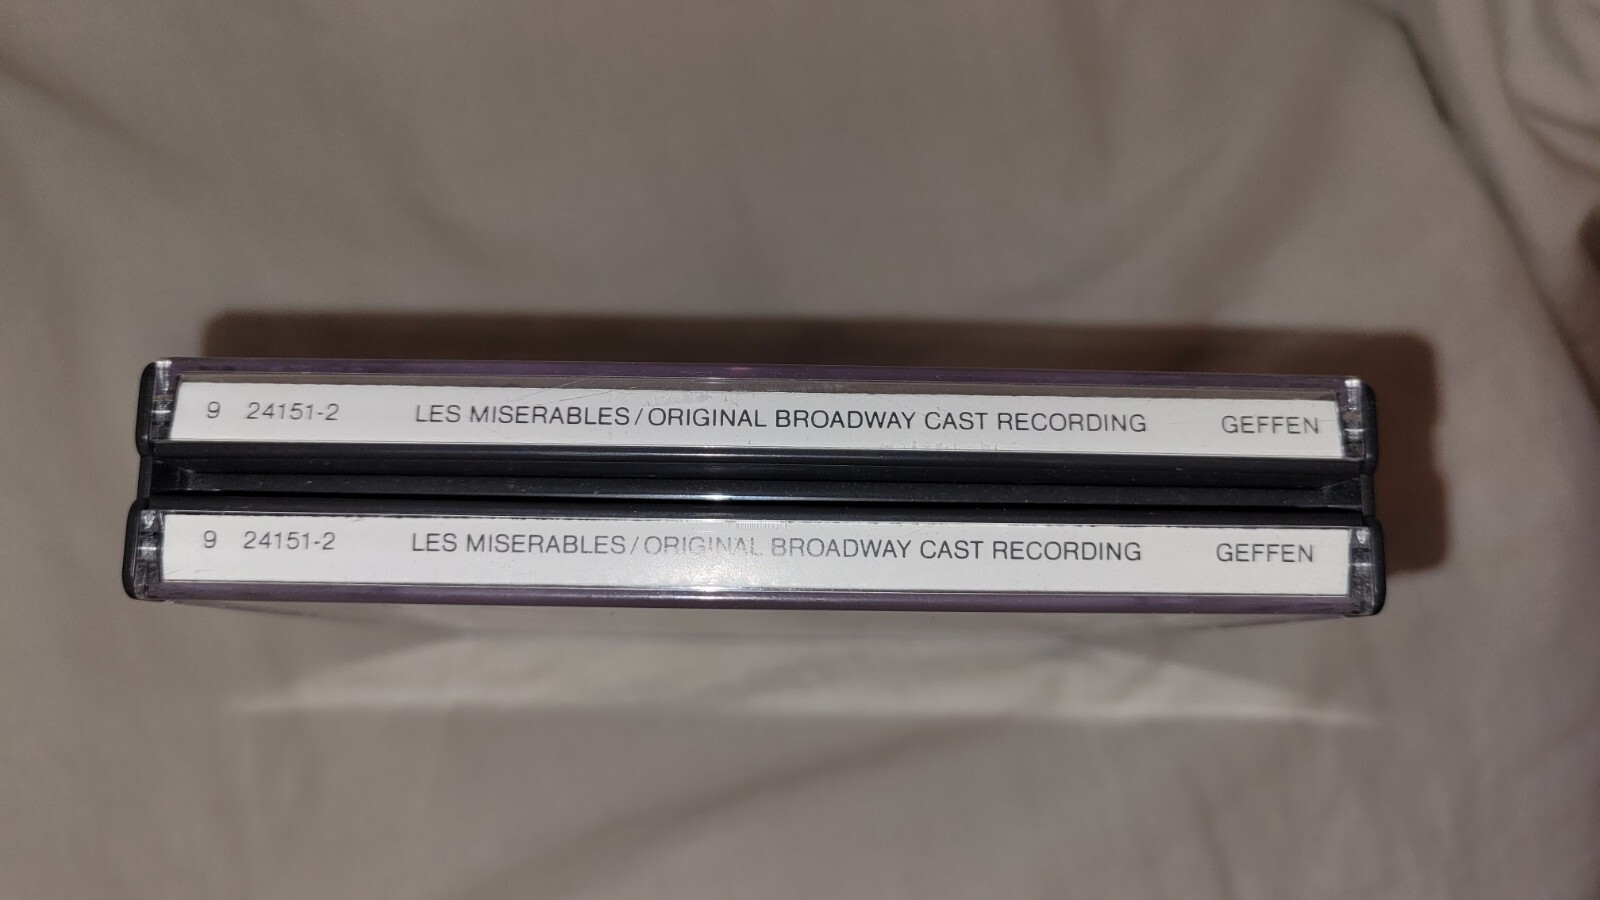 9 24151-2 LES MISERABLES/ORIGINAL BROADWAY CAST RECORDING GEFFEN
9 24151-2 LES MISERABLES/ORIGINAL BROADWAY CAST RECORDING GEFFEN